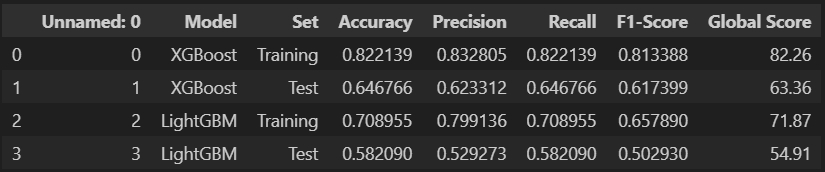 Unnamed: 0 Model Set Accuracy Precision Recall F1-Score Global Score
0 0 XGBoost Training 0.822139 0.832805 0.822139 0.813388 82.26
1 1 XGBoost Test 0.646766 0.623312 0.646766 0.617399 63.36
2 2 LightGBM Training 0.708955 0.799136 0.708955 0.657890 71.87
3 3 LightGBM Test 0.582090 0.529273 0.582090 0.502930 54.91